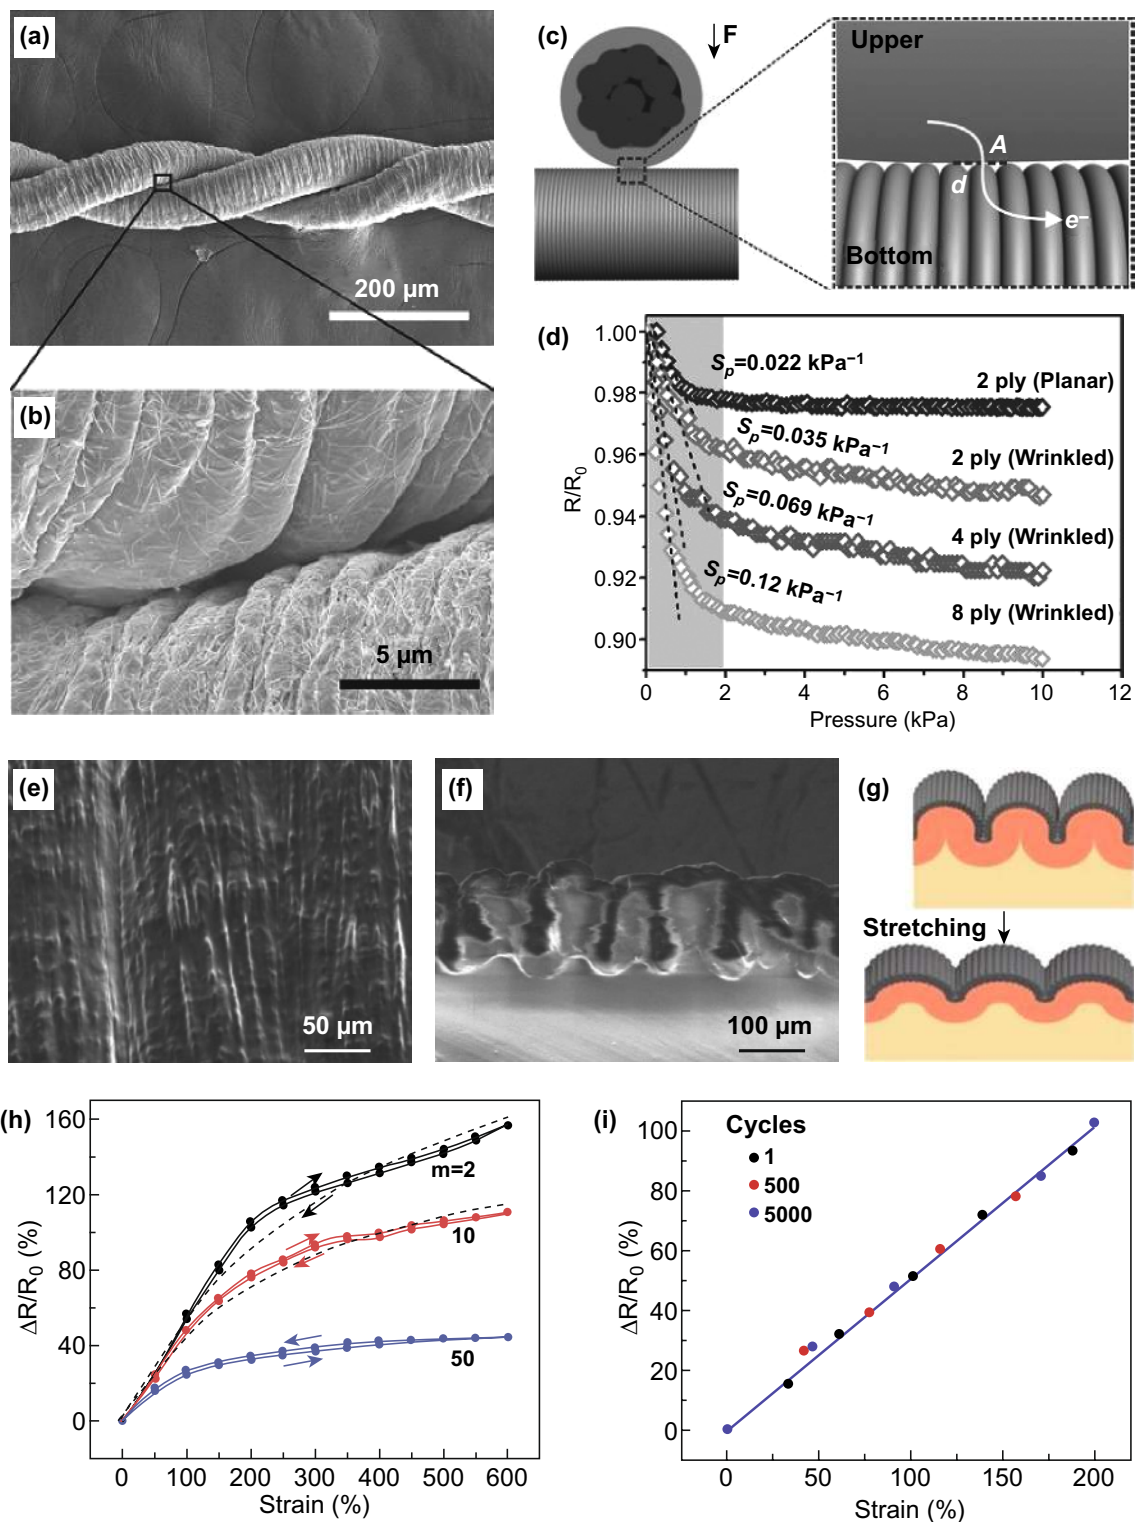 (a)
200 μm
(b)
5 μm
(c)
F
Upper
A
d
e⁻
Bottom
(d)
1.00
0.98
0.96
0.94
0.92
0.90
R/R₀
Sₚ=0.022 kPa⁻¹
2 ply (Planar)
Sₚ=0.035 kPa⁻¹
2 ply (Wrinkled)
Sₚ=0.069 kPa⁻¹
4 ply (Wrinkled)
Sₚ=0.12 kPa⁻¹
8 ply (Wrinkled)
0 2 4 6 8 10 12
Pressure (kPa)
(e)
50 μm
(f)
100 μm
(g)
Stretching
(h)
160
120
80
40
0
ΔR/R₀ (%)
m=2
10
50
0 100 200 300 400 500 600
Strain (%)
(i)
100
80
60
40
20
0
ΔR/R₀ (%)
Cycles
1
500
5000
0 50 100 150 200
Strain (%)